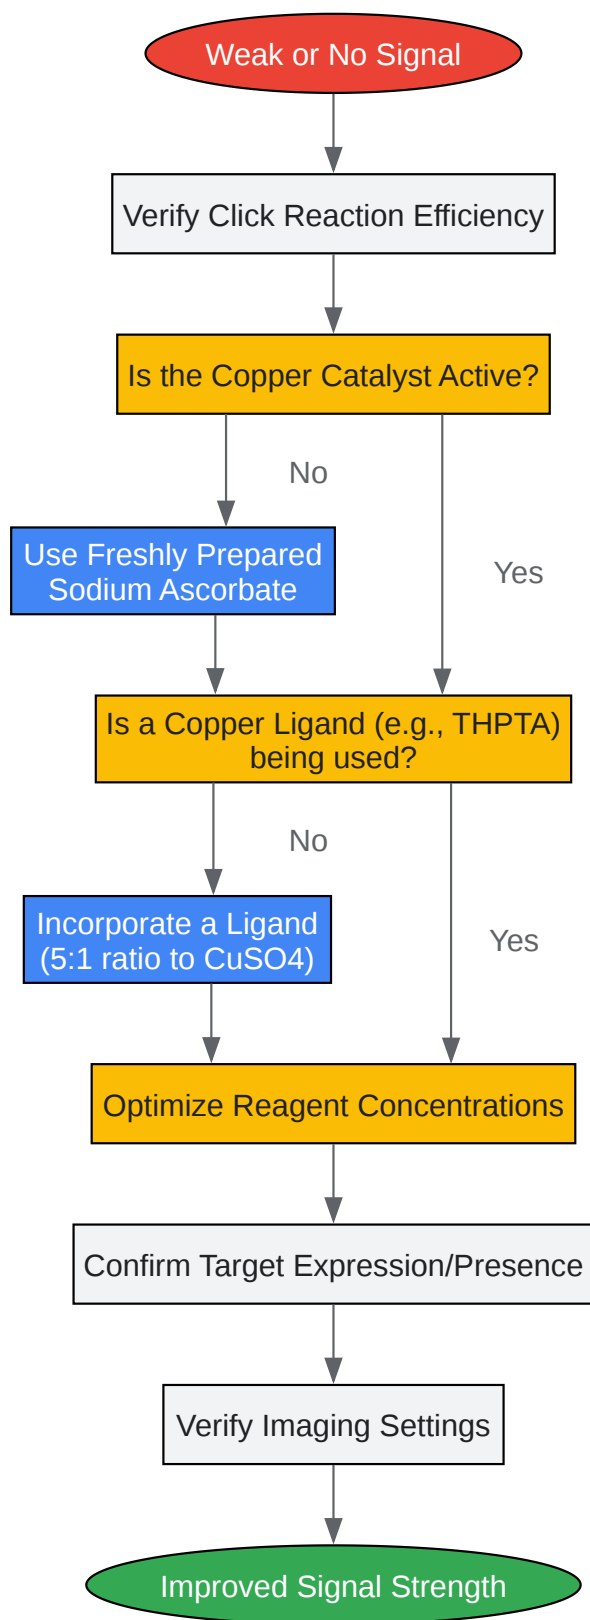 Weak or No Signal
Verify Click Reaction Efficiency
Is the Copper Catalyst Active?
No
Use Freshly Prepared
Sodium Ascorbate
Yes
Is a Copper Ligand (e.g., THPTA)
being used?
No
Incorporate a Ligand
(5:1 ratio to CuSO4)
Yes
Optimize Reagent Concentrations
Confirm Target Expression/Presence
Verify Imaging Settings
Improved Signal Strength